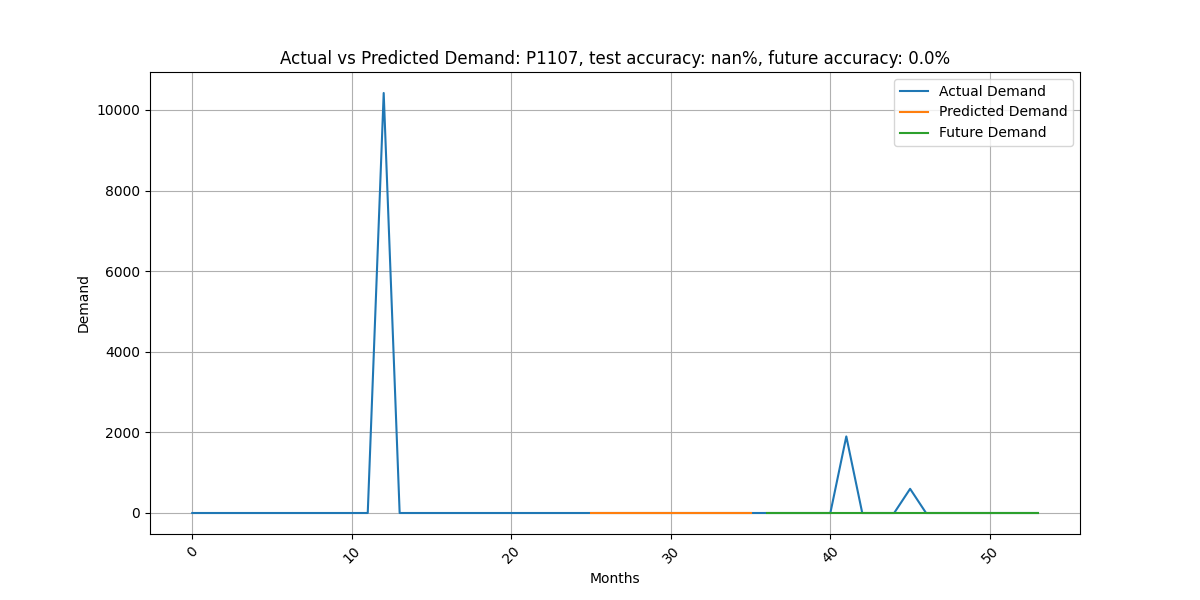 Actual vs Predicted Demand: P1107, test accuracy: nan%, future accuracy: 0.0%
Actual Demand
Predicted Demand
Future Demand
10000
8000
6000
4000
2000
0
Demand
0
10
20
30
40
50
Months